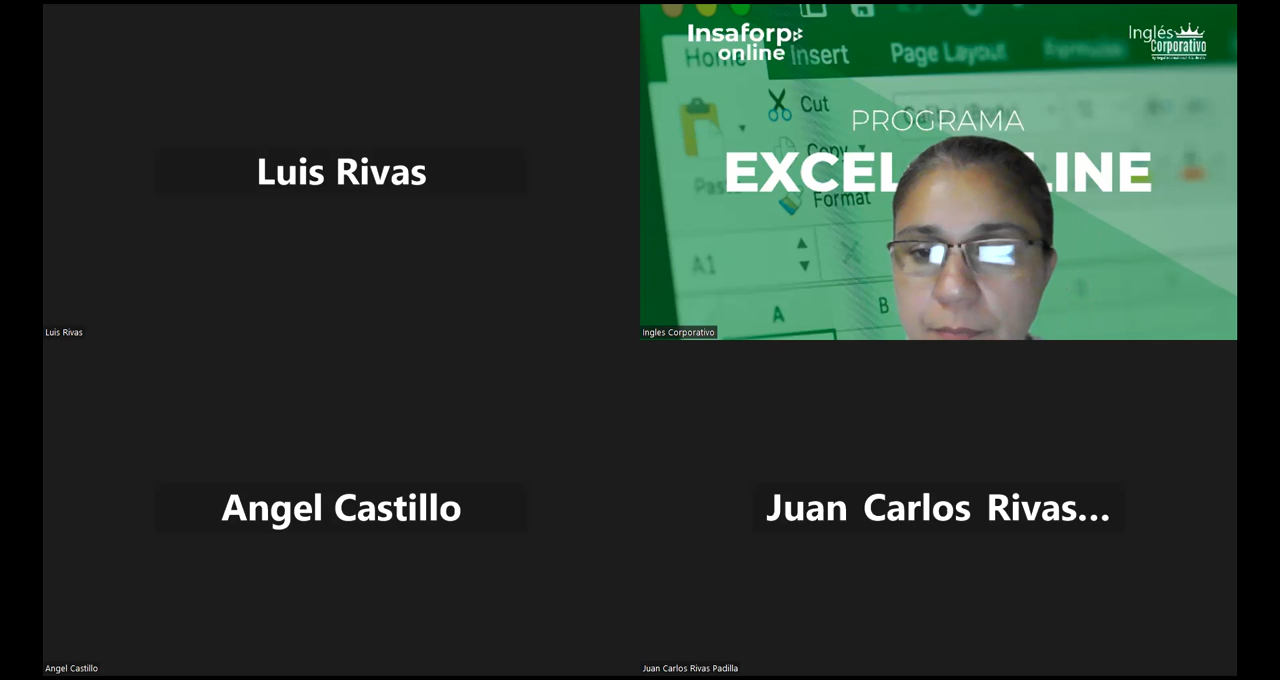 Luis Rivas
Luis Rivas
Insaforp
online
Inglés
Corporativo
Home Insert Page Layout
Cut
PROGRAMA
Copy
EXCEL LINE
Format
A1
A
B
Ingles Corporativo
Angel Castillo
Angel Castillo
Juan Carlos Rivas...
Juan Carlos Rivas Padilla